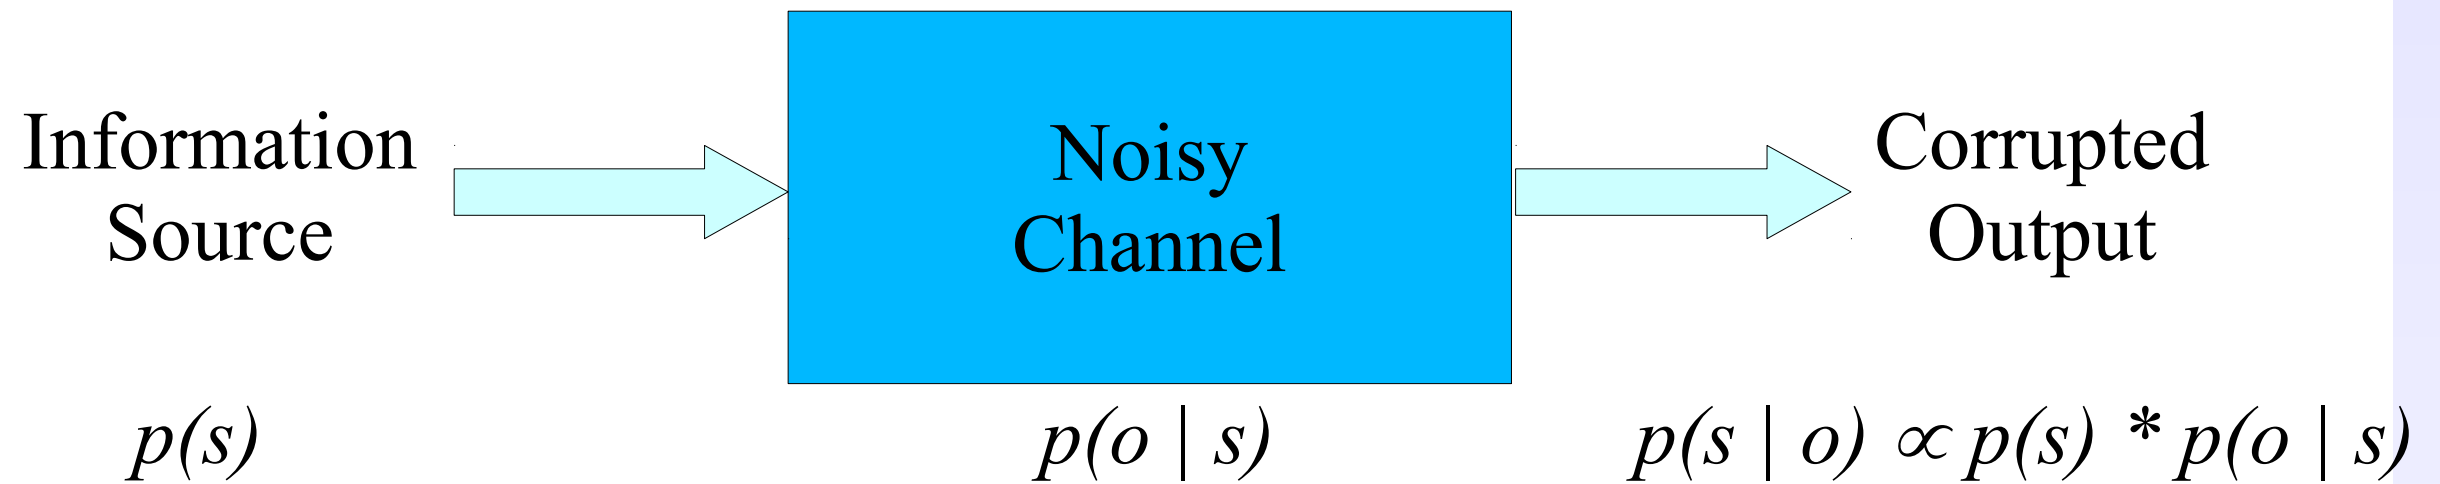 Information
Source
Noisy
Channel
Corrupted
Output
p(s)
p(o | s)
p(s | o) ∝ p(s) * p(o | s)